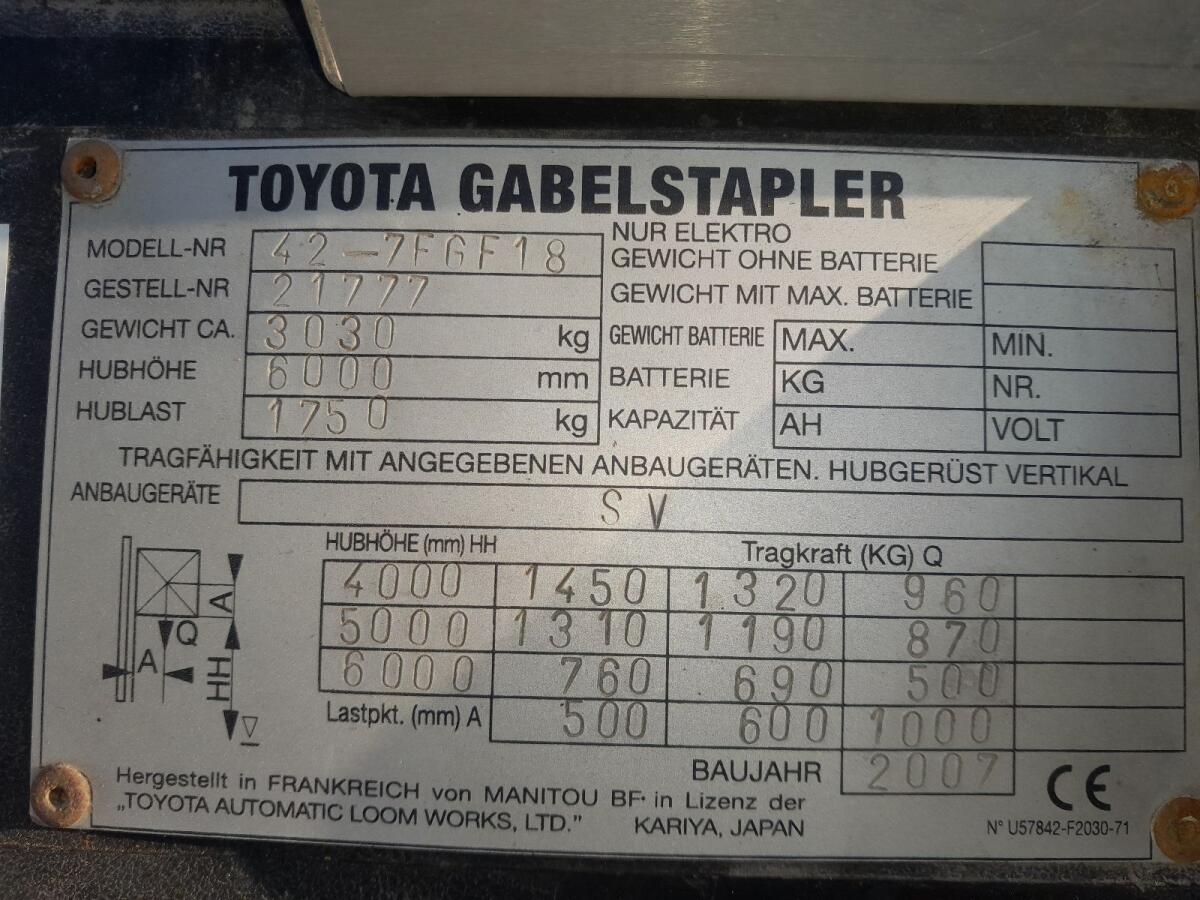 TOYOTA GABELSTAPLER
MODELL-NR 42-7FGF18
GESTELL-NR 21777
GEWICHT CA. 3030 kg
HUBHÖHE 6000 mm
HUBLAST 1750 kg
NUR ELEKTRO
GEWICHT OHNE BATTERIE
GEWICHT MIT MAX. BATTERIE
GEWICHT BATTERIE MAX. MIN.
BATTERIE KG NR.
KAPAZITÄT AH VOLT
TRAGFÄHIGKEIT MIT ANGEGEBENEN ANBAUGERÄTEN. HUBGERÜST VERTIKAL
ANBAUGERÄTE SV
HUBHÖHE (mm) HH Tragkraft (KG) Q
4000 1450 1320 960
5000 1310 1190 870
6000 760 690 500
Lastpkt. (mm) A 500 600 1000
A
Q
A
HH
BAUJAHR 2007
Hergestellt in FRANKREICH von MANITOU BF· in Lizenz der
„TOYOTA AUTOMATIC LOOM WORKS, LTD.” KARIYA, JAPAN
CE
N° U57842-F2030-71